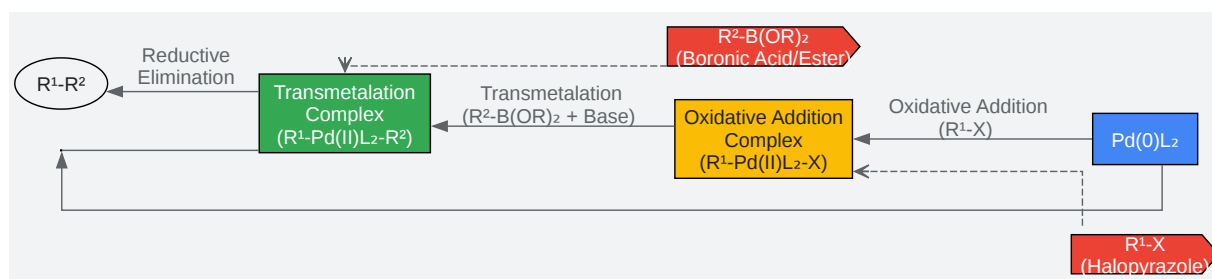 R²-B(OR)₂
(Boronic Acid/Ester)
Reductive
Elimination
R¹-R²
Transmetalation
Complex
(R¹-Pd(II)L₂-R²)
Transmetalation
(R²-B(OR)₂ + Base)
Oxidative Addition
Complex
(R¹-Pd(II)L₂-X)
Oxidative Addition
(R¹-X)
Pd(0)L₂
R¹-X
(Halopyrazole)